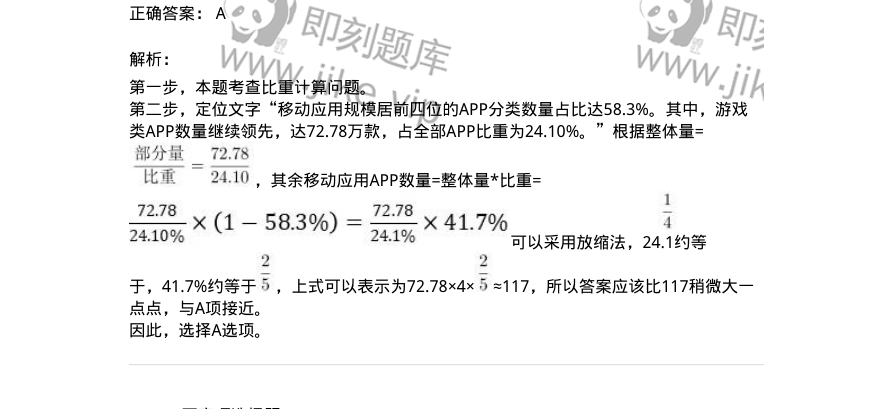 正确答案： A
即刻题库
www.jike.vip
即
www.jik
解析：
第一步，本题考查比重计算问题。
第二步，定位文字“移动应用规模居前四位的APP分类数量占比达58.3%。其中，游戏
类APP数量继续领先，达72.78万款，占全部APP比重为24.10%。”根据整体量=
部分量/比重 = 72.78/24.10 ，其余移动应用APP数量=整体量*比重=
72.78/24.10% × (1 − 58.3%) = 72.78/24.1% × 41.7% 可以采用放缩法，24.1约等 1/4
于，41.7%约等于 2/5 ，上式可以表示为72.78×4× 2/5 ≈117，所以答案应该比117稍微大一
点点，与A项接近。
因此，选择A选项。